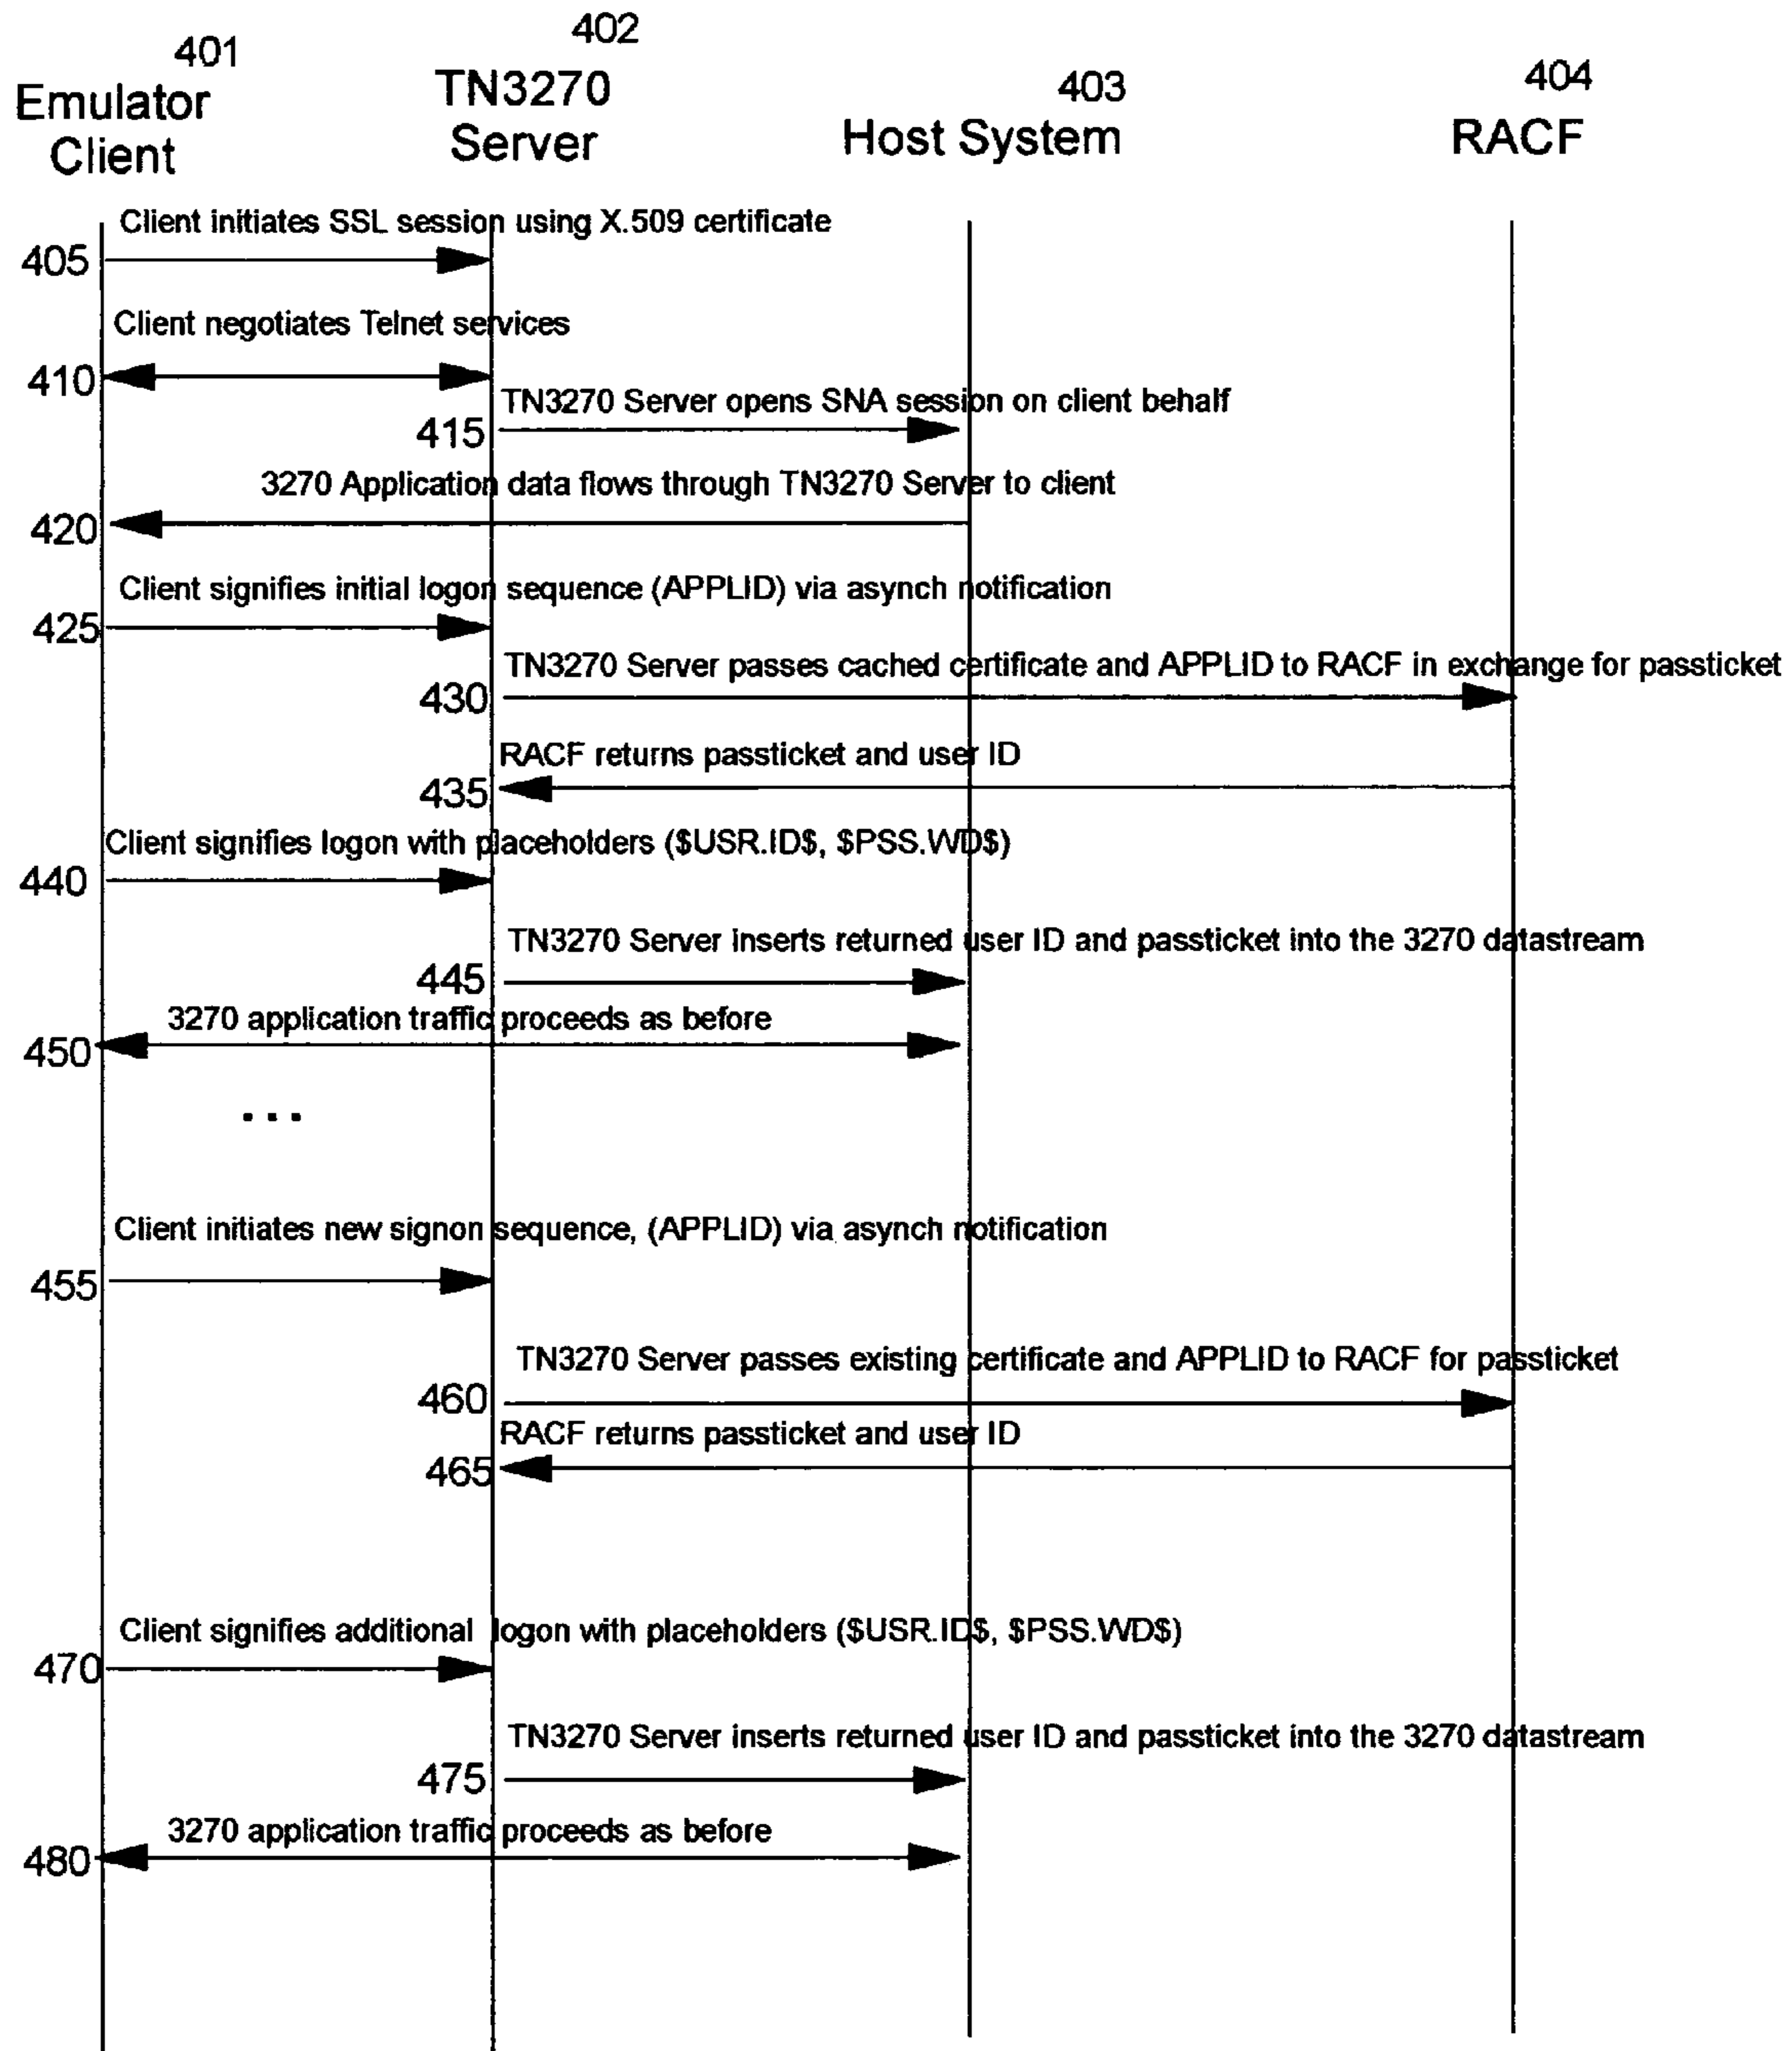 401
Emulator
Client
402
TN3270
Server
403
Host System
404
RACF
Client initiates SSL session using X.509 certificate
405
Client negotiates Telnet services
410
TN3270 Server opens SNA session on client behalf
415
3270 Application data flows through TN3270 Server to client
420
Client signifies initial logon sequence (APPLID) via asynch notification
425
TN3270 Server passes cached certificate and APPLID to RACF in exchange for passticket
430
RACF returns passticket and user ID
435
Client signifies logon with placeholders ($USR.ID$, $PSS.WD$)
440
TN3270 Server inserts returned user ID and passticket into the 3270 datastream
445
3270 application traffic proceeds as before
450
...
Client initiates new signon sequence, (APPLID) via asynch notification
455
TN3270 Server passes existing certificate and APPLID to RACF for passticket
460
RACF returns passticket and user ID
465
Client signifies additional logon with placeholders ($USR.ID$, $PSS.WD$)
470
TN3270 Server inserts returned user ID and passticket into the 3270 datastream
475
3270 application traffic proceeds as before
480